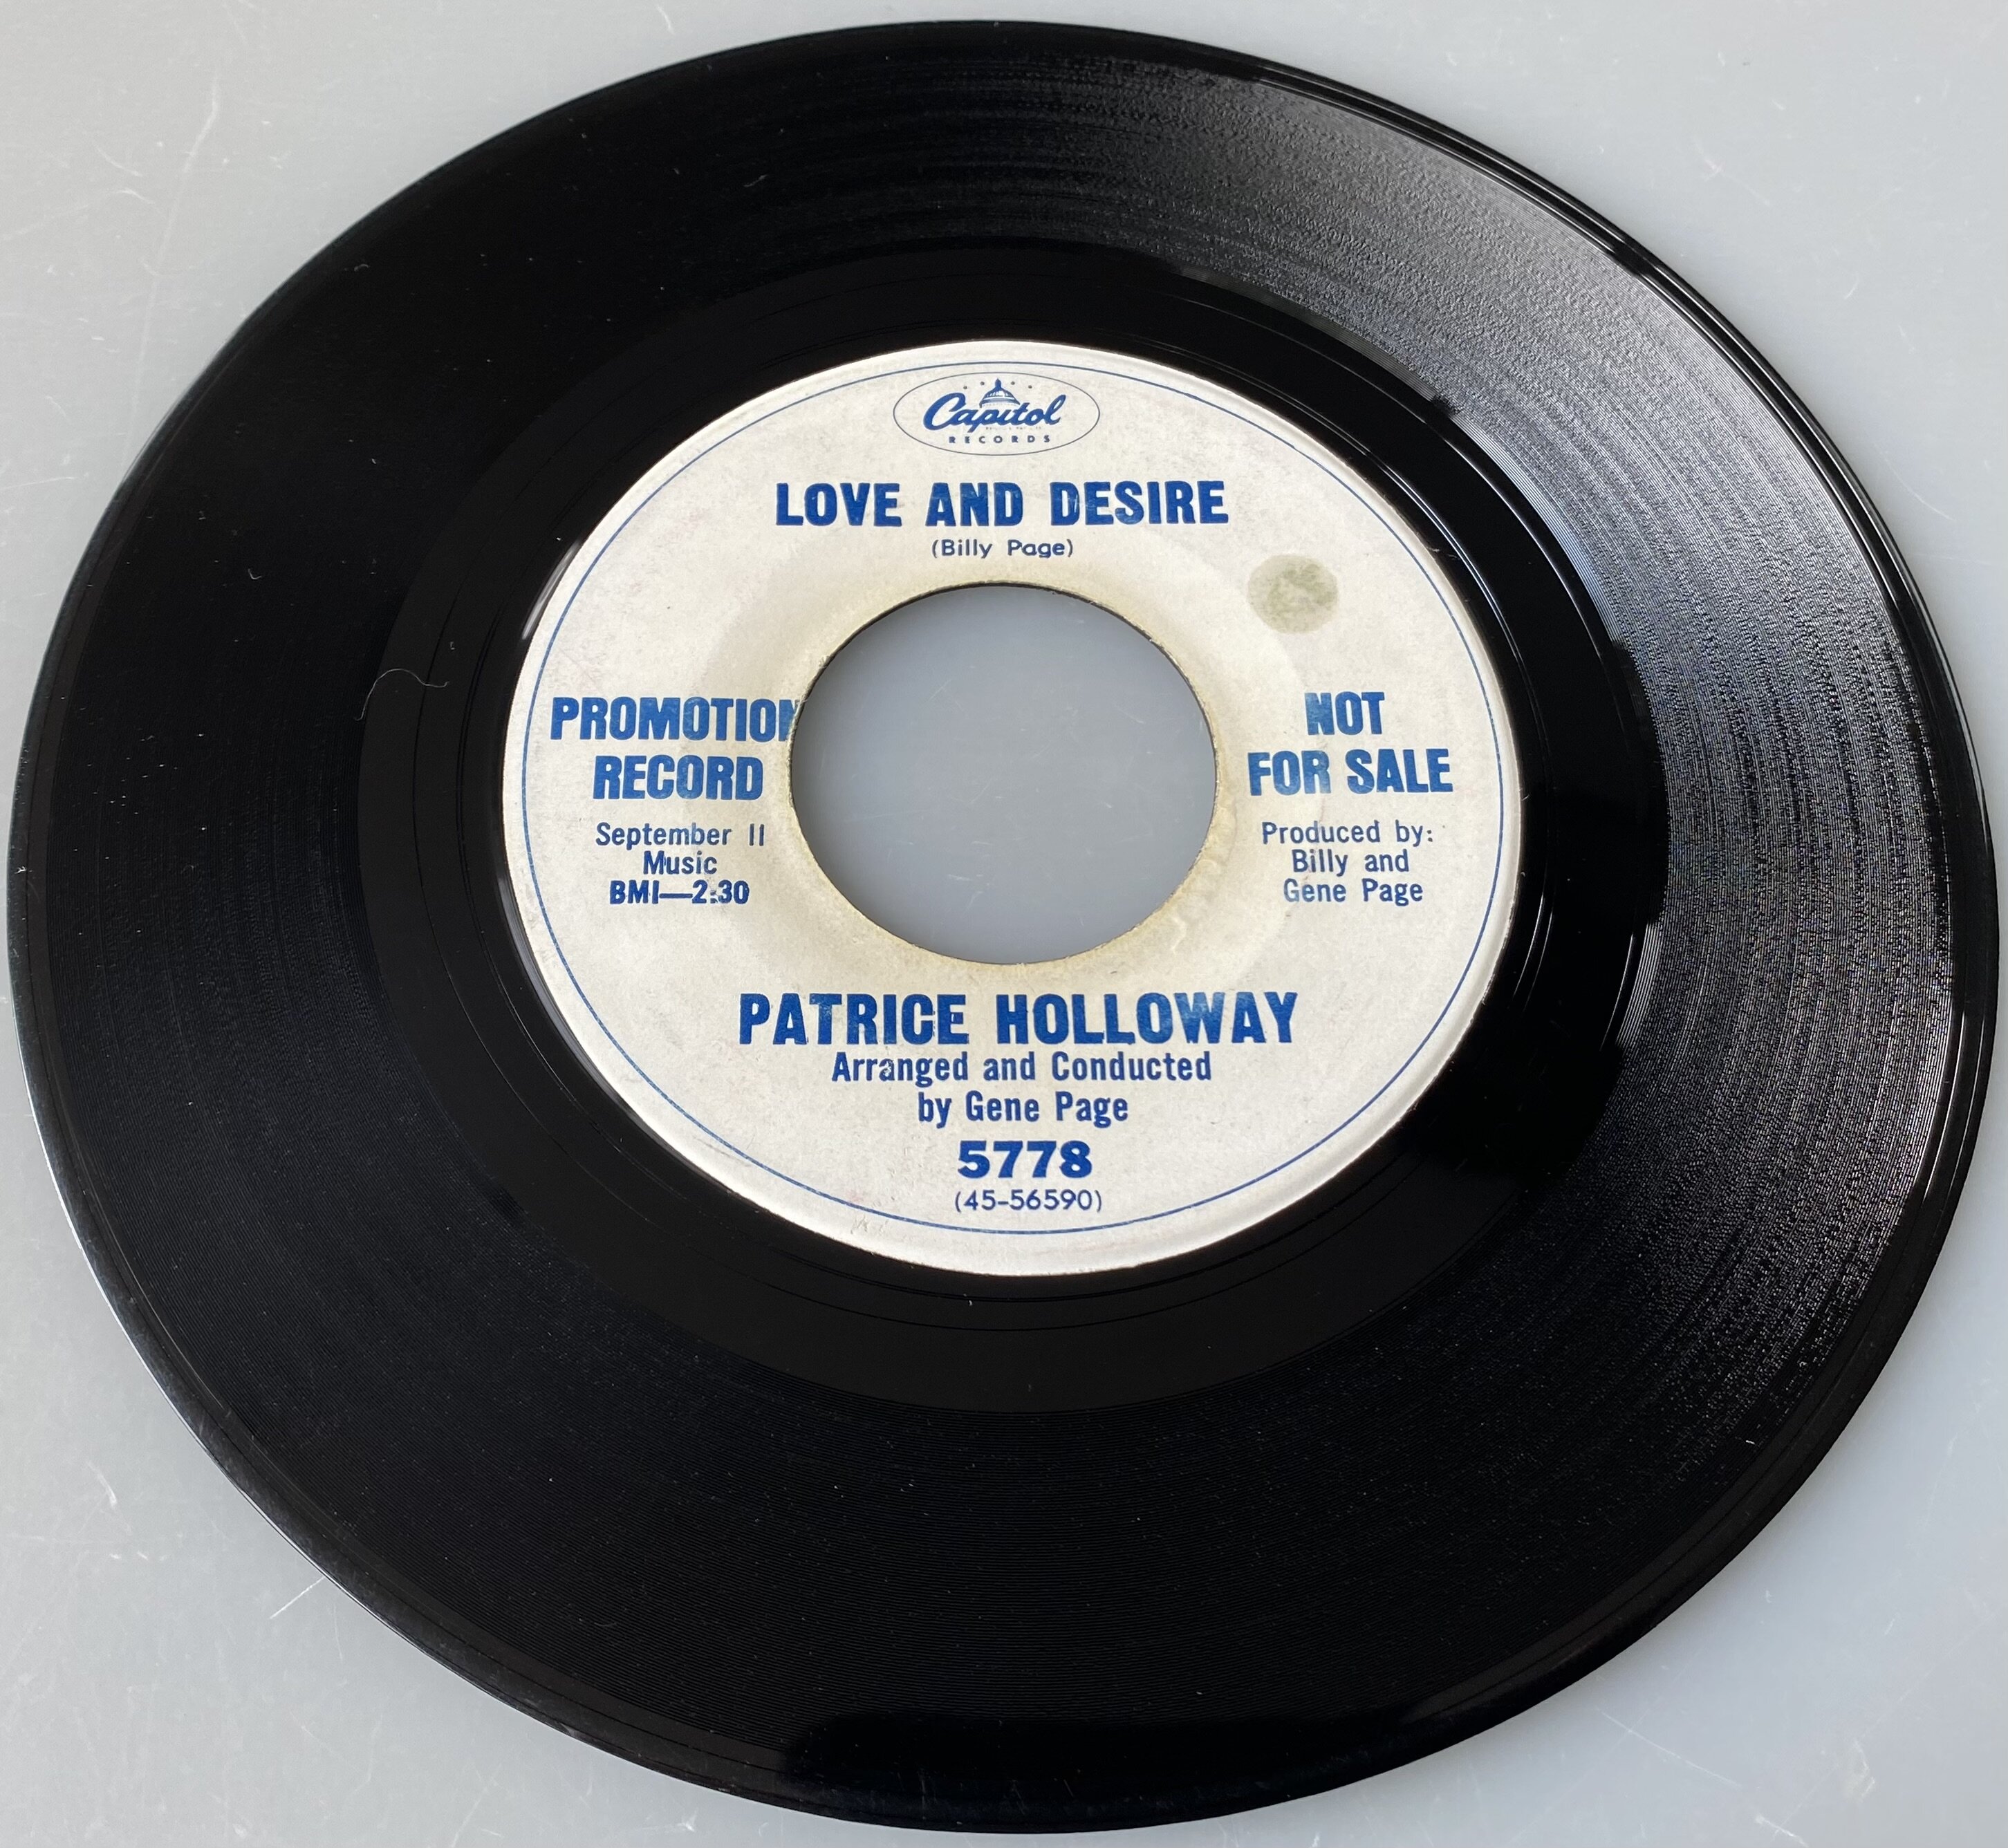 Capitol
RECORDS
LOVE AND DESIRE
(Billy Page)
PROMOTION
RECORD
September 11
Music
BMI—2:30
NOT
FOR SALE
Produced by:
Billy and
Gene Page
PATRICE HOLLOWAY
Arranged and Conducted
by Gene Page
5778
(45-56590)